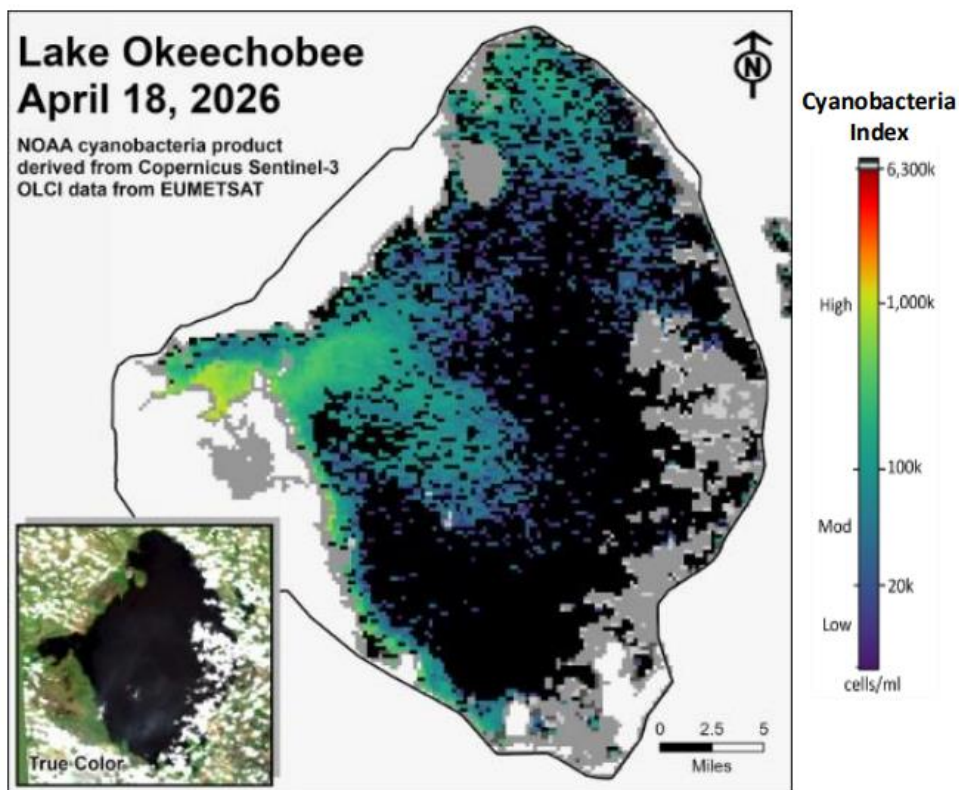 Lake Okeechobee
April 18, 2026
NOAA cyanobacteria product
derived from Copernicus Sentinel-3
OLCI data from EUMETSAT
N
Cyanobacteria
Index
6,300k
High
1,000k
100k
Mod
20k
Low
cells/ml
True Color
0 2.5 5
Miles